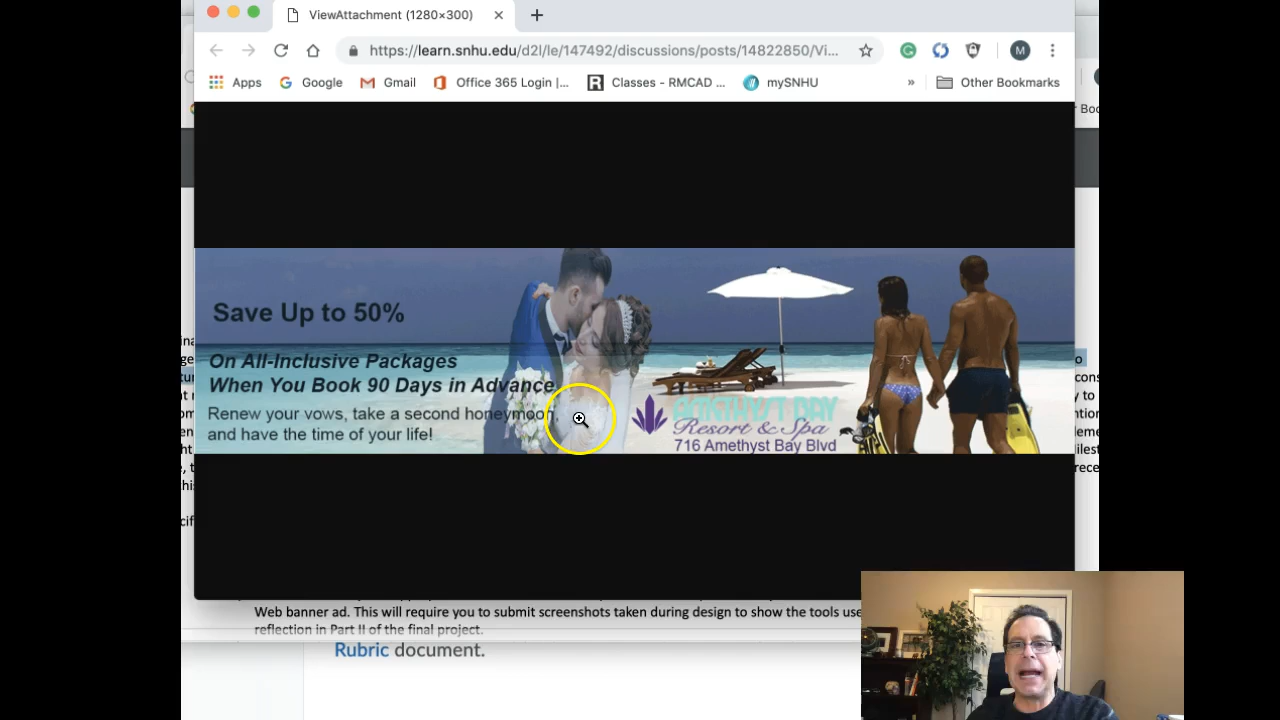 ViewAttachment (1280×300)
https://learn.snhu.edu/d2l/le/147492/discussions/posts/14822850/Vi...
M
Apps
Google
Gmail
Office 365 Login |...
Classes - RMCAD ...
mySNHU
»
Other Bookmarks
Save Up to 50%
On All-Inclusive Packages
When You Book 90 Days in Advance
Renew your vows, take a second honeymoon,
and have the time of your life!
AMETHYST BAY
Resort & Spa
716 Amethyst Bay Blvd
Web banner ad. This will require you to submit screenshots taken during design to show the tools use
reflection in Part II of the final project.
Rubric document.